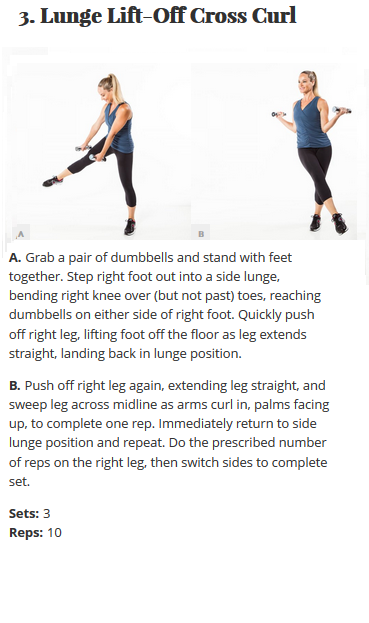 3. Lunge Lift-Off Cross Curl
A
B
A. Grab a pair of dumbbells and stand with feet
together. Step right foot out into a side lunge,
bending right knee over (but not past) toes, reaching
dumbbells on either side of right foot. Quickly push
off right leg, lifting foot off the floor as leg extends
straight, landing back in lunge position.
B. Push off right leg again, extending leg straight, and
sweep leg across midline as arms curl in, palms facing
up, to complete one rep. Immediately return to side
lunge position and repeat. Do the prescribed number
of reps on the right leg, then switch sides to complete
set.
Sets: 3
Reps: 10